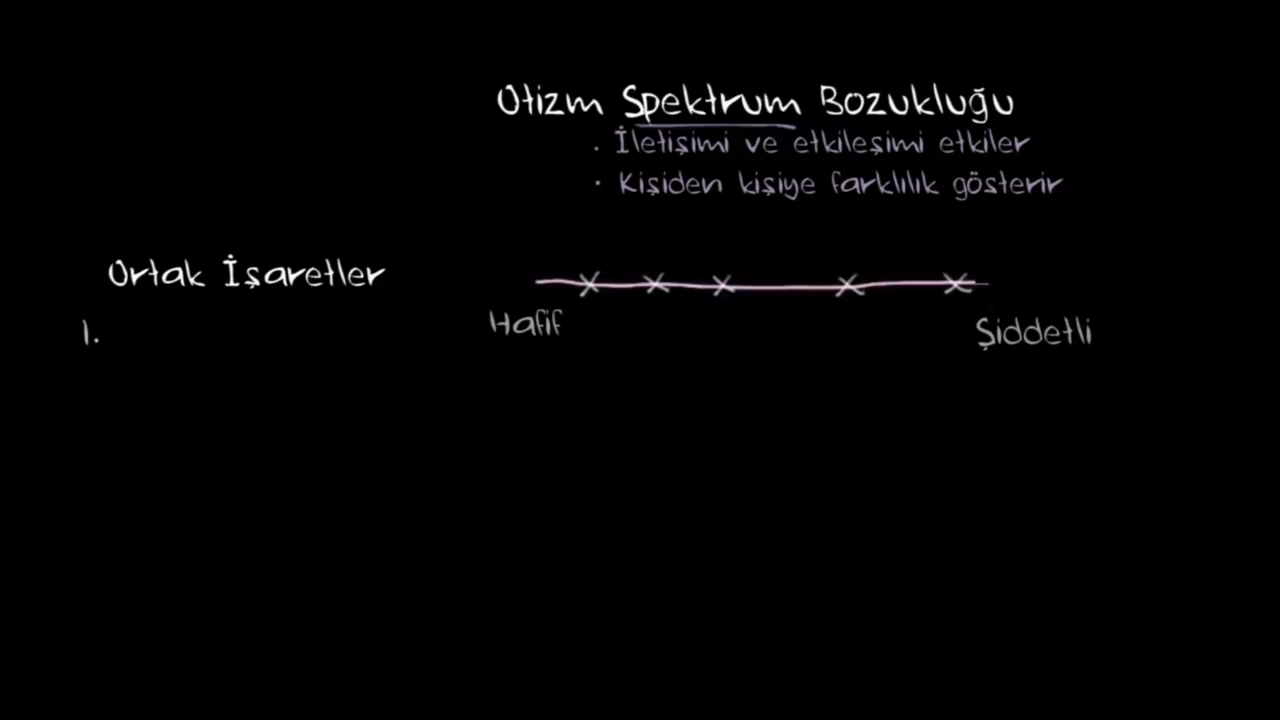 Otizm Spektrum Bozukluğu
· İletişimi ve etkileşimi etkiler
· Kişiden kişiye farklılık gösterir
Ortak İşaretler
Hafif
Şiddetli
1.